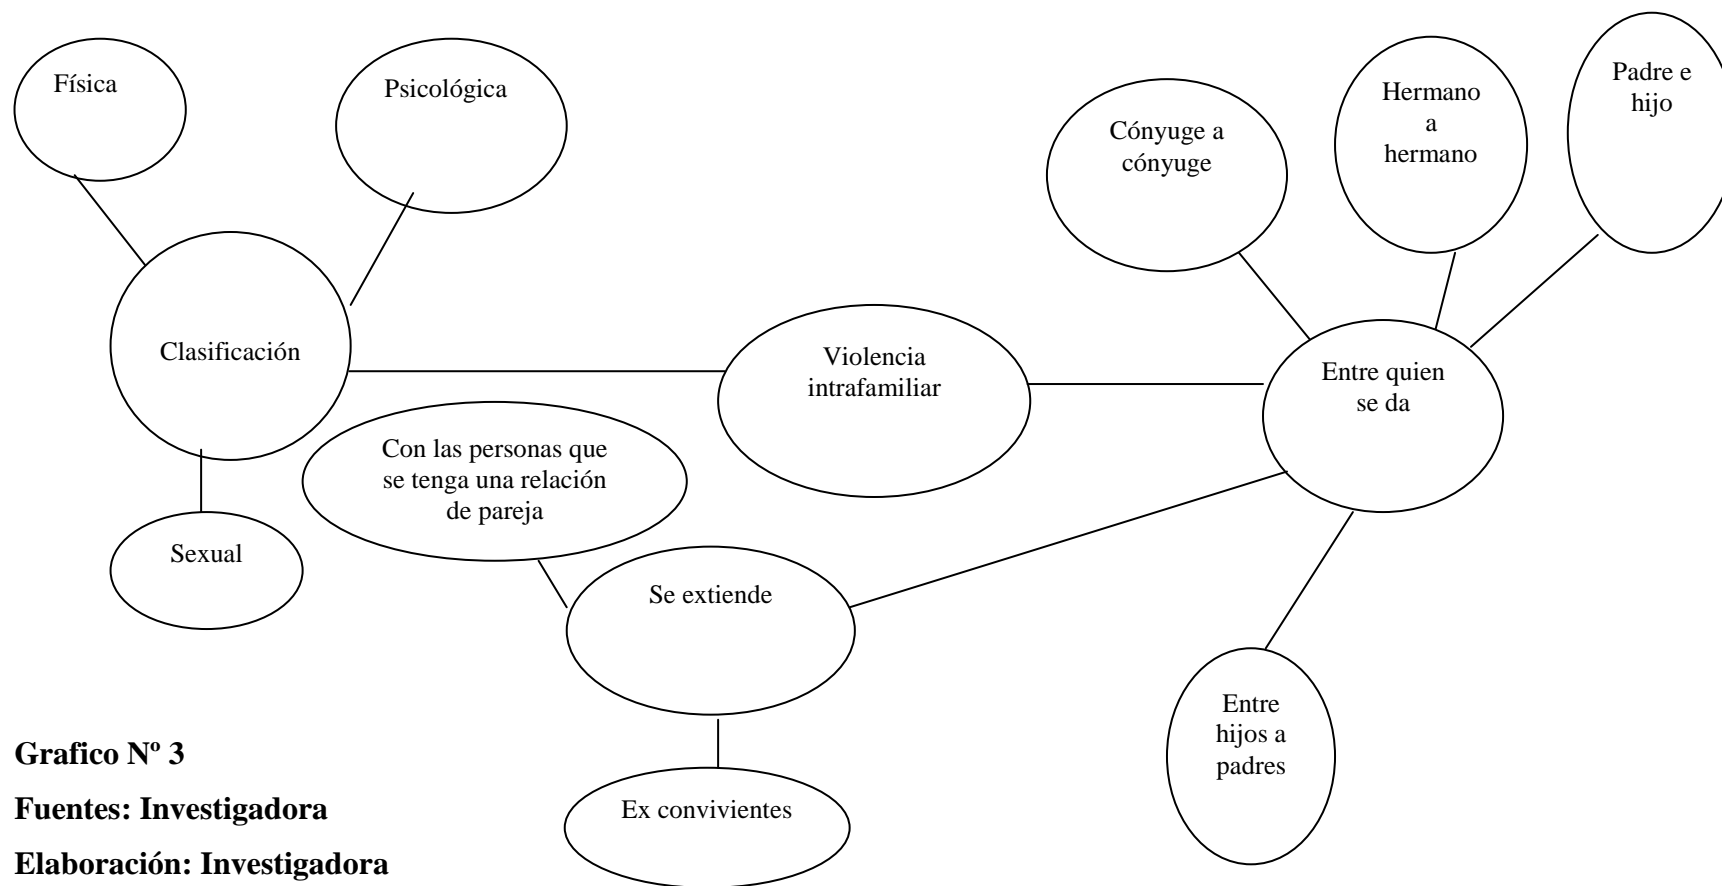 Física
Psicológica
Cónyuge a
cónyuge
Hermano
a
hermano
Padre e
hijo
Clasificación
Violencia
intrafamiliar
Entre quien
se da
Con las personas que
se tenga una relación
de pareja
Sexual
Se extiende
Entre
hijos a
padres
Ex convivientes
Grafico Nº 3
Fuentes: Investigadora
Elaboración: Investigadora